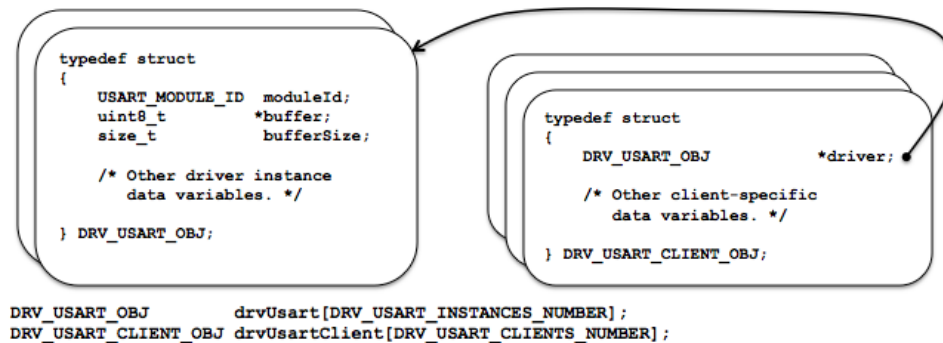 typedef struct
{
USART_MODULE_ID moduleId;
uint8_t *buffer;
size_t bufferSize;
/* Other driver instance
data variables. */
} DRV_USART_OBJ;
typedef struct
{
DRV_USART_OBJ *driver;
/* Other client-specific
data variables. */
} DRV_USART_CLIENT_OBJ;
DRV_USART_OBJ drvUsart[DRV_USART_INSTANCES_NUMBER];
DRV_USART_CLIENT_OBJ drvUsartClient[DRV_USART_CLIENTS_NUMBER];